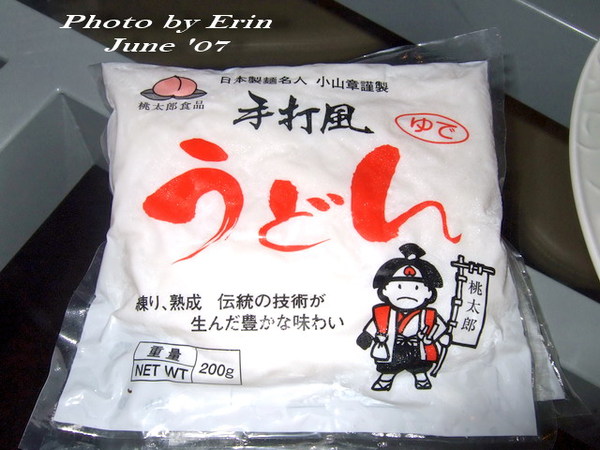 Photo by Erin
June '07
日本製麺名人 小山章謹製
桃太郎食品
手打風
ゆで
うどん
練り、熟成 伝統の技術が
生んだ豊かな味わい
桃太郎
重量
NET WT 200g